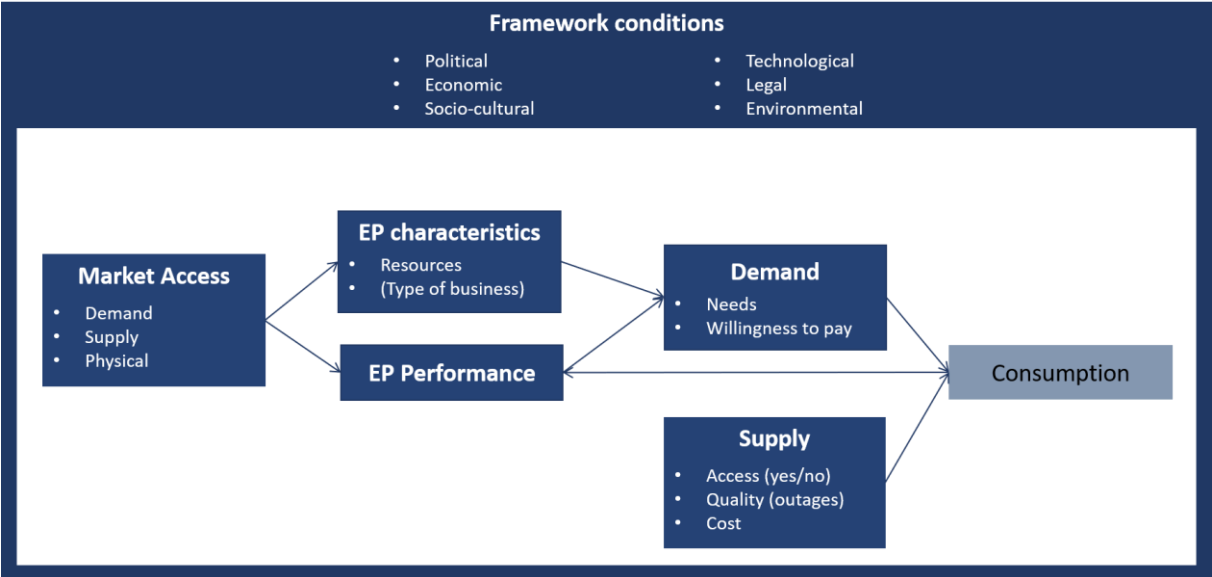 Framework conditions
• Political
• Economic
• Socio-cultural
• Technological
• Legal
• Environmental
Market Access
• Demand
• Supply
• Physical
EP characteristics
• Resources
• (Type of business)
EP Performance
Demand
• Needs
• Willingness to pay
Supply
• Access (yes/no)
• Quality (outages)
• Cost
Consumption